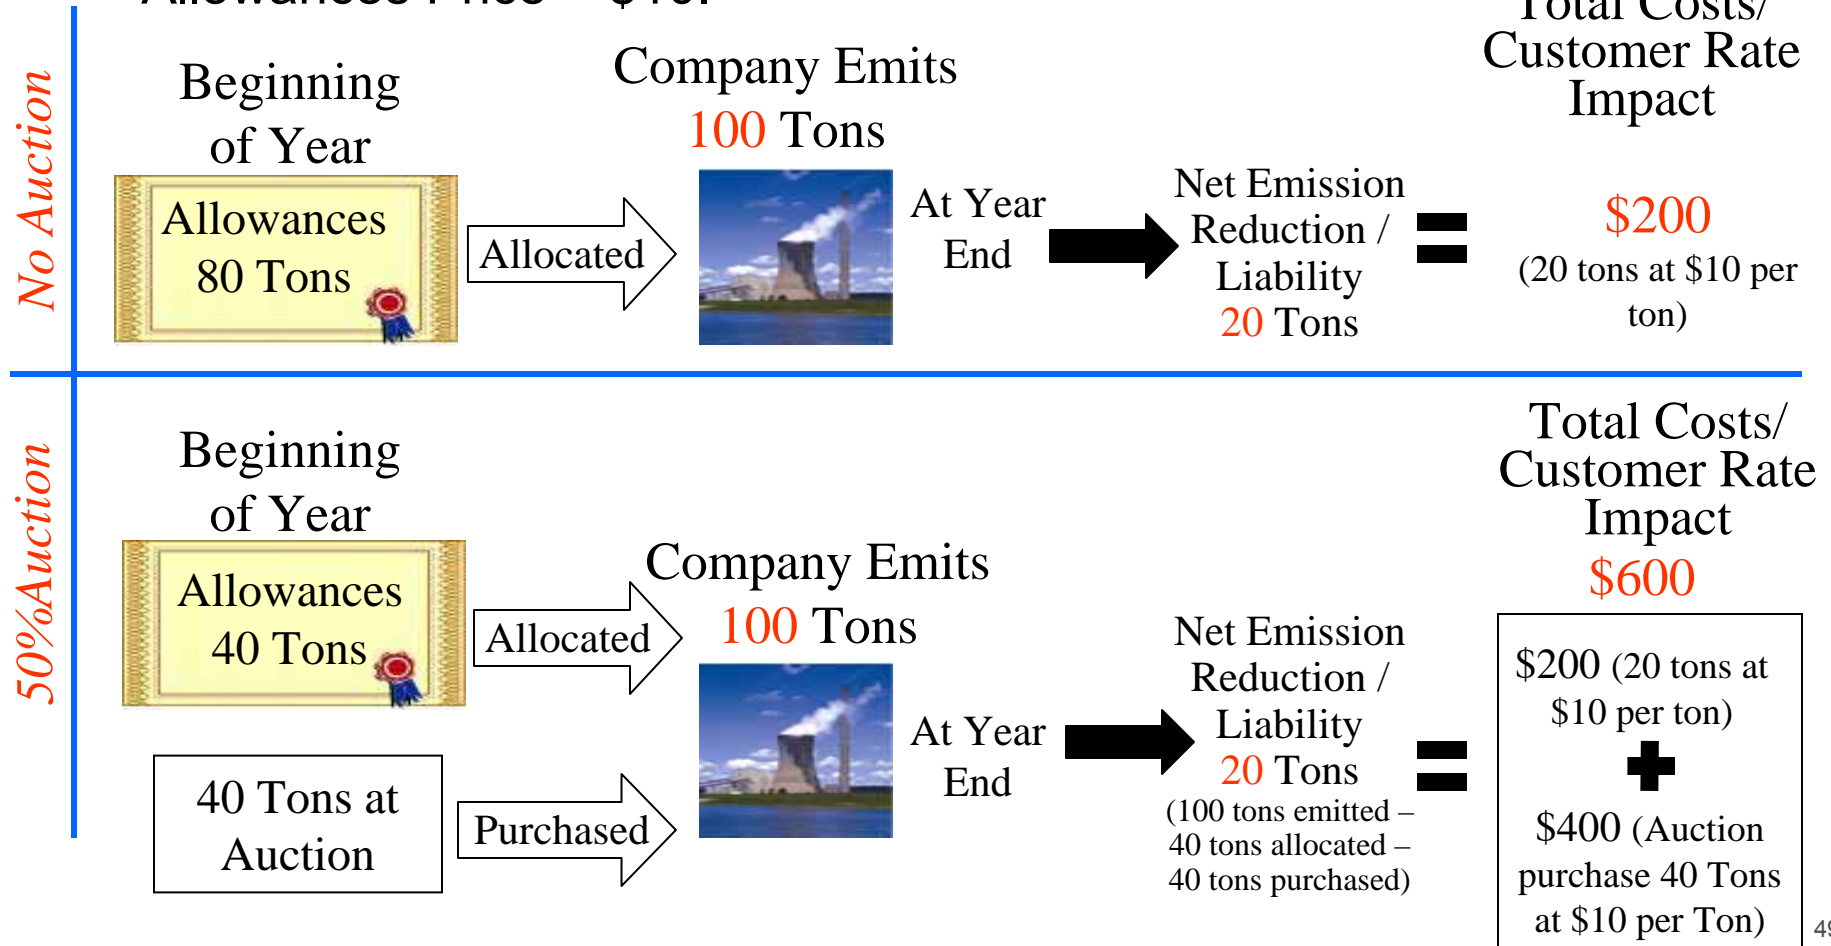 Allowances Price – $10.
No Auction
Beginning
of Year
Allowances
80 Tons
Allocated
Company Emits
100 Tons
At Year
End
Net Emission
Reduction /
Liability
20 Tons
Total Costs/
Customer Rate
Impact
$200
(20 tons at $10 per
ton)
50%Auction
Beginning
of Year
Allowances
40 Tons
Allocated
40 Tons at
Auction
Purchased
Company Emits
100 Tons
At Year
End
Net Emission
Reduction /
Liability
20 Tons
(100 tons emitted –
40 tons allocated –
40 tons purchased)
Total Costs/
Customer Rate
Impact
$600
$200 (20 tons at
$10 per ton)
$400 (Auction
purchase 40 Tons
at $10 per Ton)
49